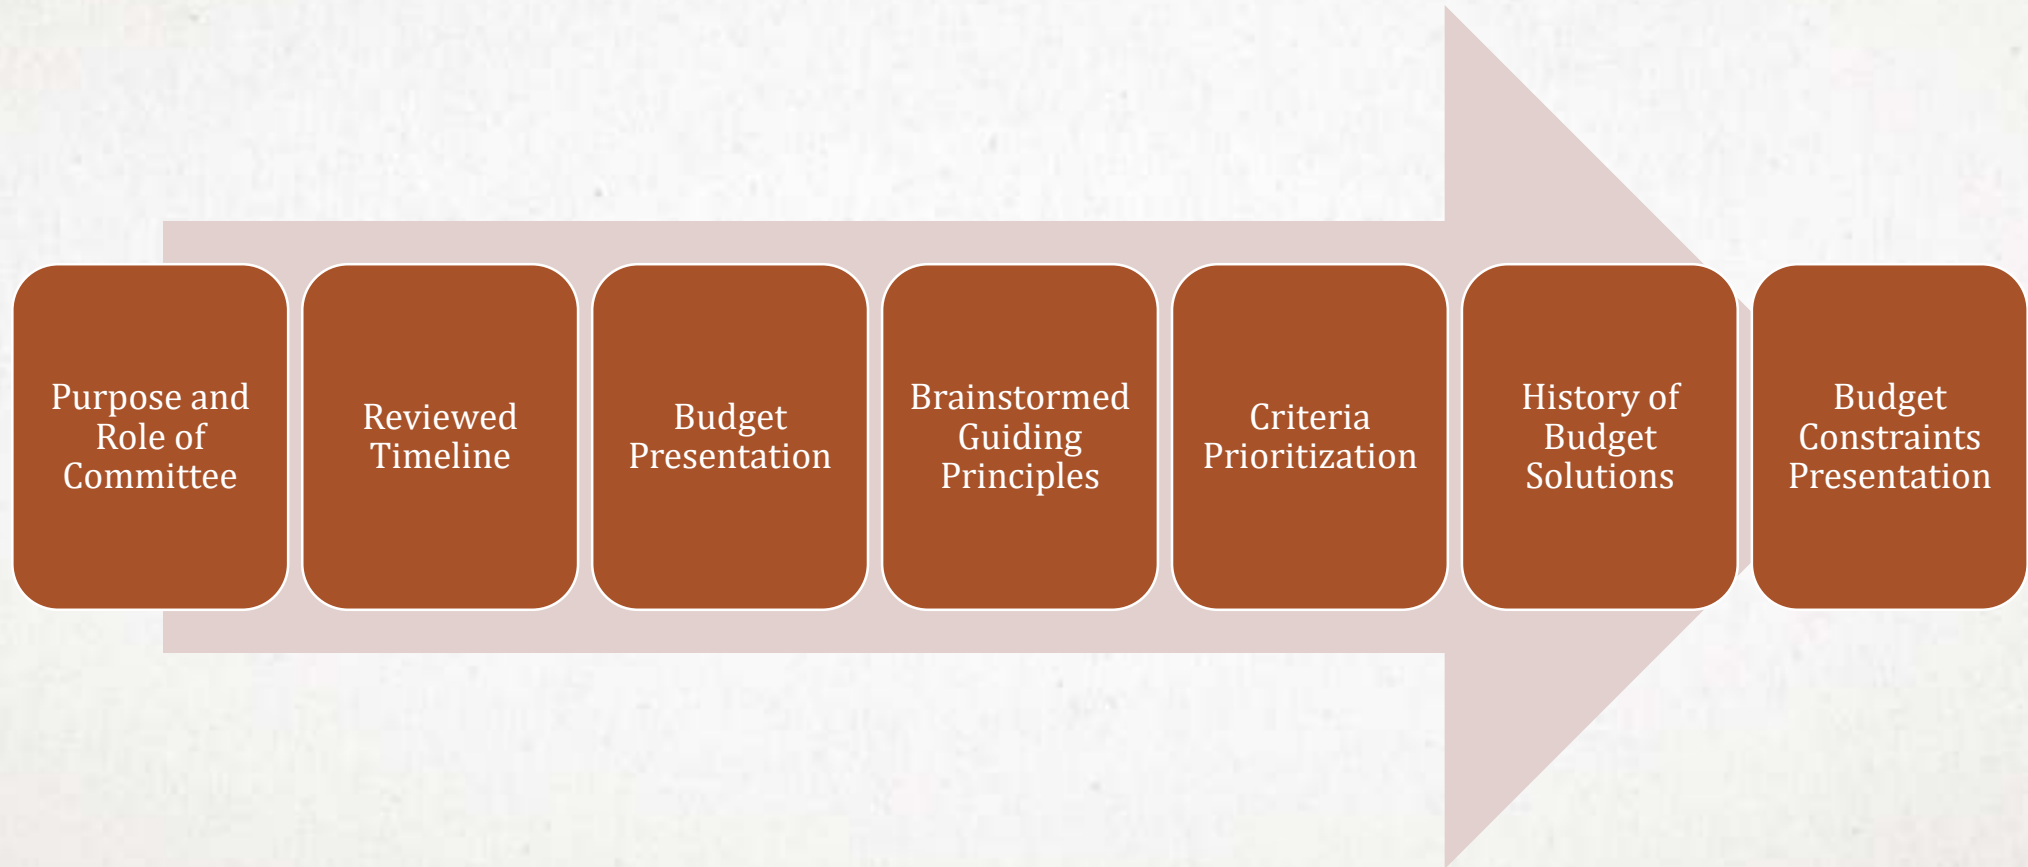 Purpose and
Role of
Committee
Reviewed
Timeline
Budget
Presentation
Brainstormed
Guiding
Principles
Criteria
Prioritization
History of
Budget
Solutions
Budget
Constraints
Presentation